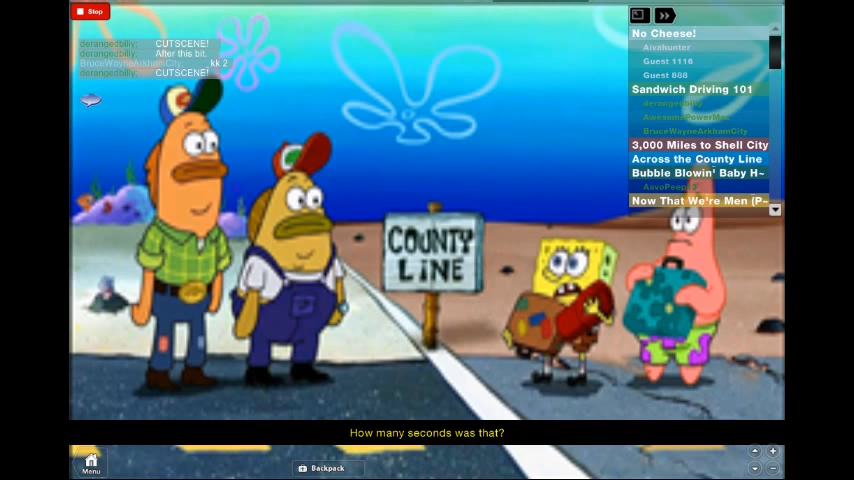 Stop
derangedbilly: CUTSCENE!
derangedbilly: After this bit.
BruceWayneArkhamCity: kk 2
derangedbilly: CUTSCENE!
No Cheese!
Aivahunter
Guest 1116
Guest 888
Sandwich Driving 101
derangedbilly
BruceWayneArkhamCity
3,000 Miles to Shell City
Across the County Line
Bubble Blowin' Baby H~
Now That We're Men (P~
COUNTY
LINE
How many seconds was that?
Menu
Backpack